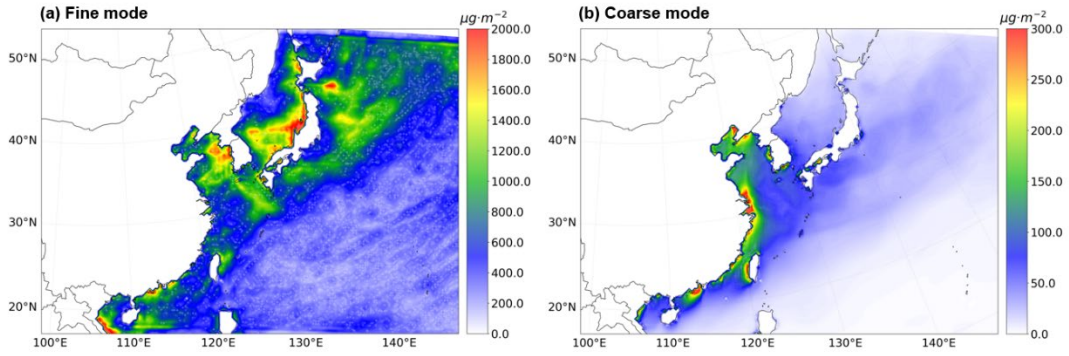 (a) Fine mode
μg·m⁻²
50°N
40°N
30°N
20°N
100°E 110°E 120°E 130°E 140°E
2000.0
1800.0
1600.0
1400.0
1200.0
1000.0
800.0
600.0
400.0
200.0
0.0
(b) Coarse mode
μg·m⁻²
50°N
40°N
30°N
20°N
100°E 110°E 120°E 130°E 140°E
300.0
250.0
200.0
150.0
100.0
50.0
0.0